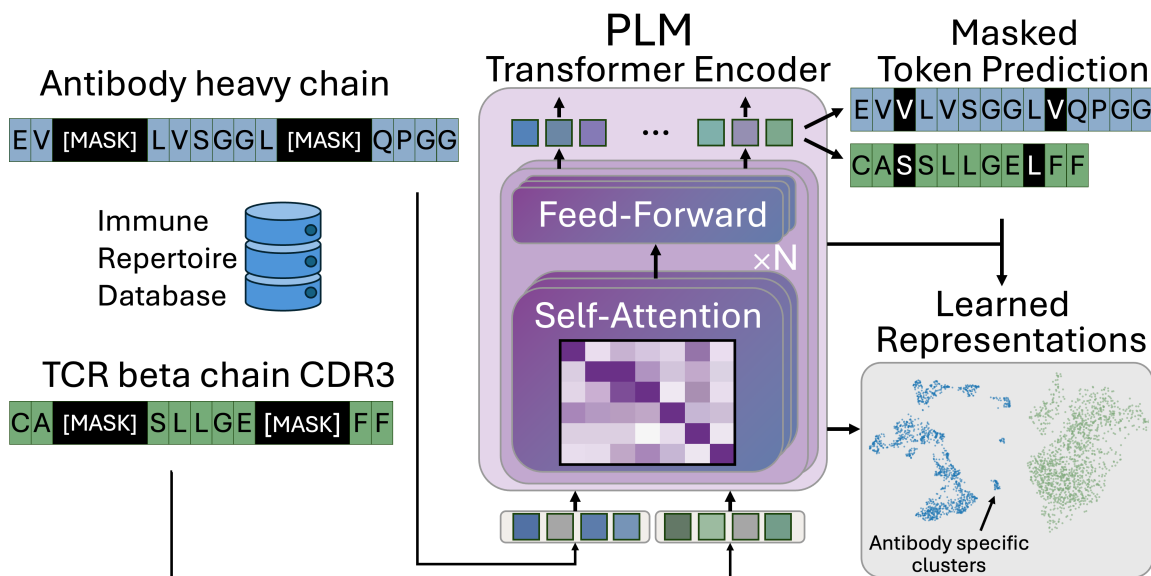 Antibody heavy chain
EV [MASK] LVSGGL [MASK] QPGG
Immune
Repertoire
Database
TCR beta chain CDR3
CA [MASK] SLLGE [MASK] FF
PLM
Transformer Encoder
...
Feed-Forward
×N
Self-Attention
Masked
Token Prediction
EVVLVSGGLVQPGG
CASSLLGELFF
Learned
Representations
Antibody specific
clusters